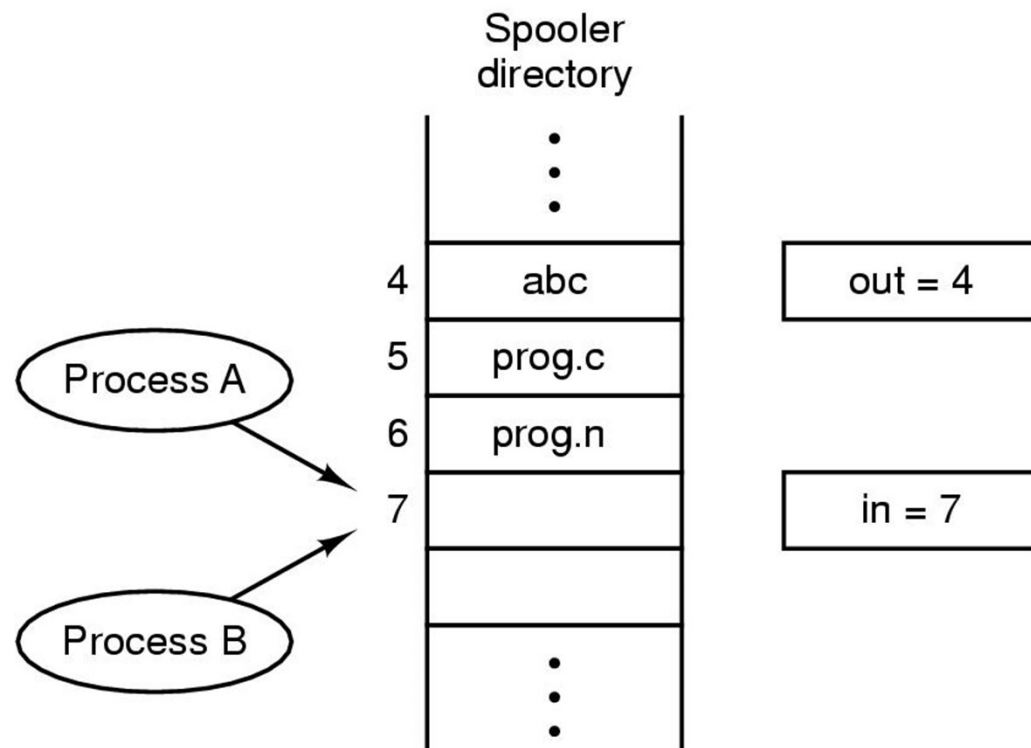 Spooler
directory
4
abc
out = 4
Process A
5
prog.c
6
prog.n
7
in = 7
Process B